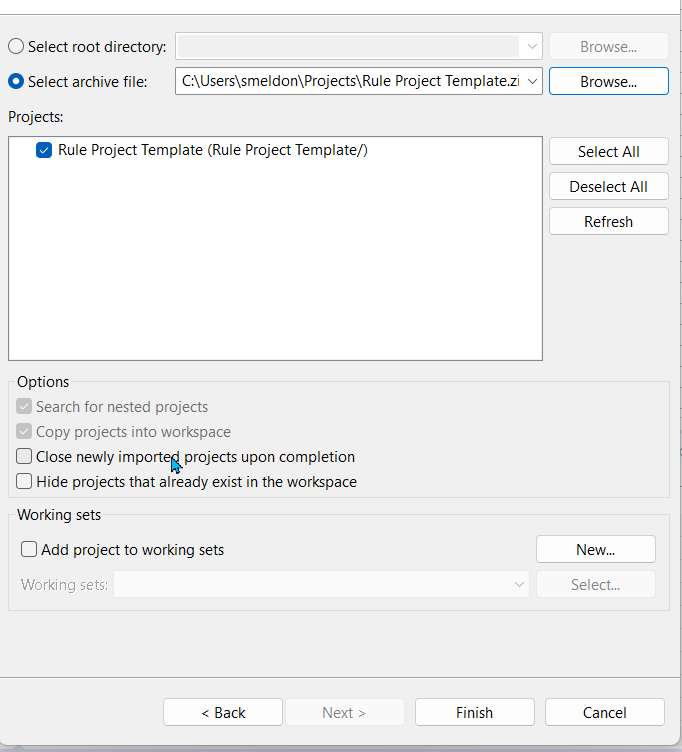 Select root directory:
Browse...
Select archive file:
C:\Users\smeldon\Projects\Rule Project Template.zi
Browse...
Projects:
Rule Project Template (Rule Project Template/)
Select All
Deselect All
Refresh
Options
Search for nested projects
Copy projects into workspace
Close newly imported projects upon completion
Hide projects that already exist in the workspace
Working sets
Add project to working sets
New...
Working sets:
Select...
< Back
Next >
Finish
Cancel